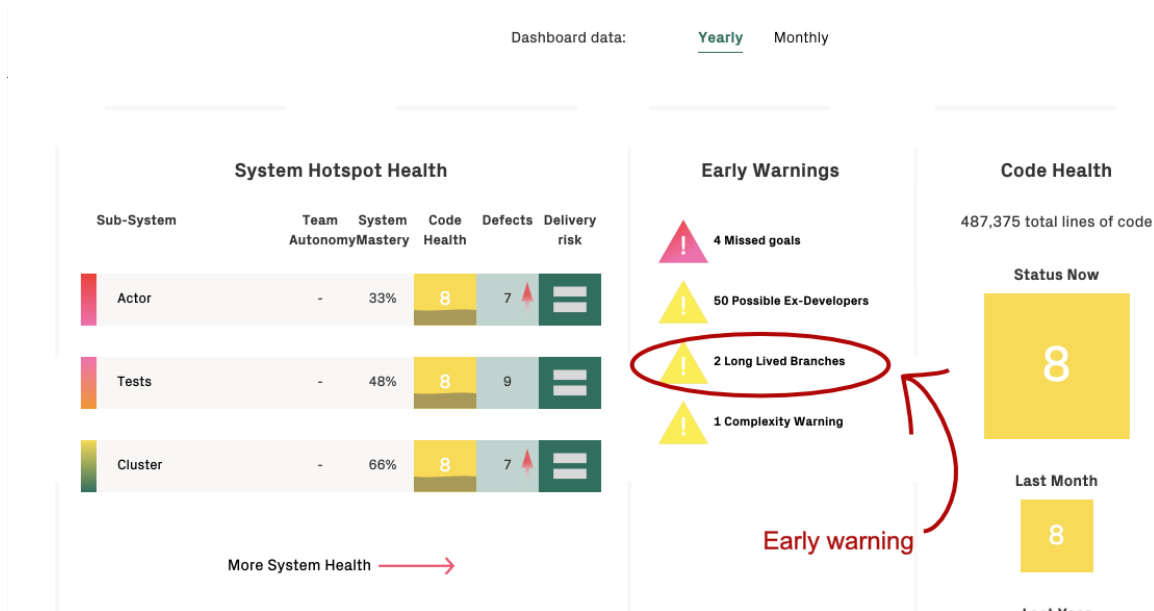 Dashboard data: Yearly Monthly
System Hotspot Health
Sub-System Team Autonomy System Mastery Code Health Defects Delivery risk
Actor - 33% 8 7
Tests - 48% 8 9
Cluster - 66% 8 7
More System Health
Early Warnings
! 4 Missed goals
! 50 Possible Ex-Developers
! 2 Long Lived Branches
! 1 Complexity Warning
Early warning
Code Health
487,375 total lines of code
Status Now
8
Last Month
8
Last Year